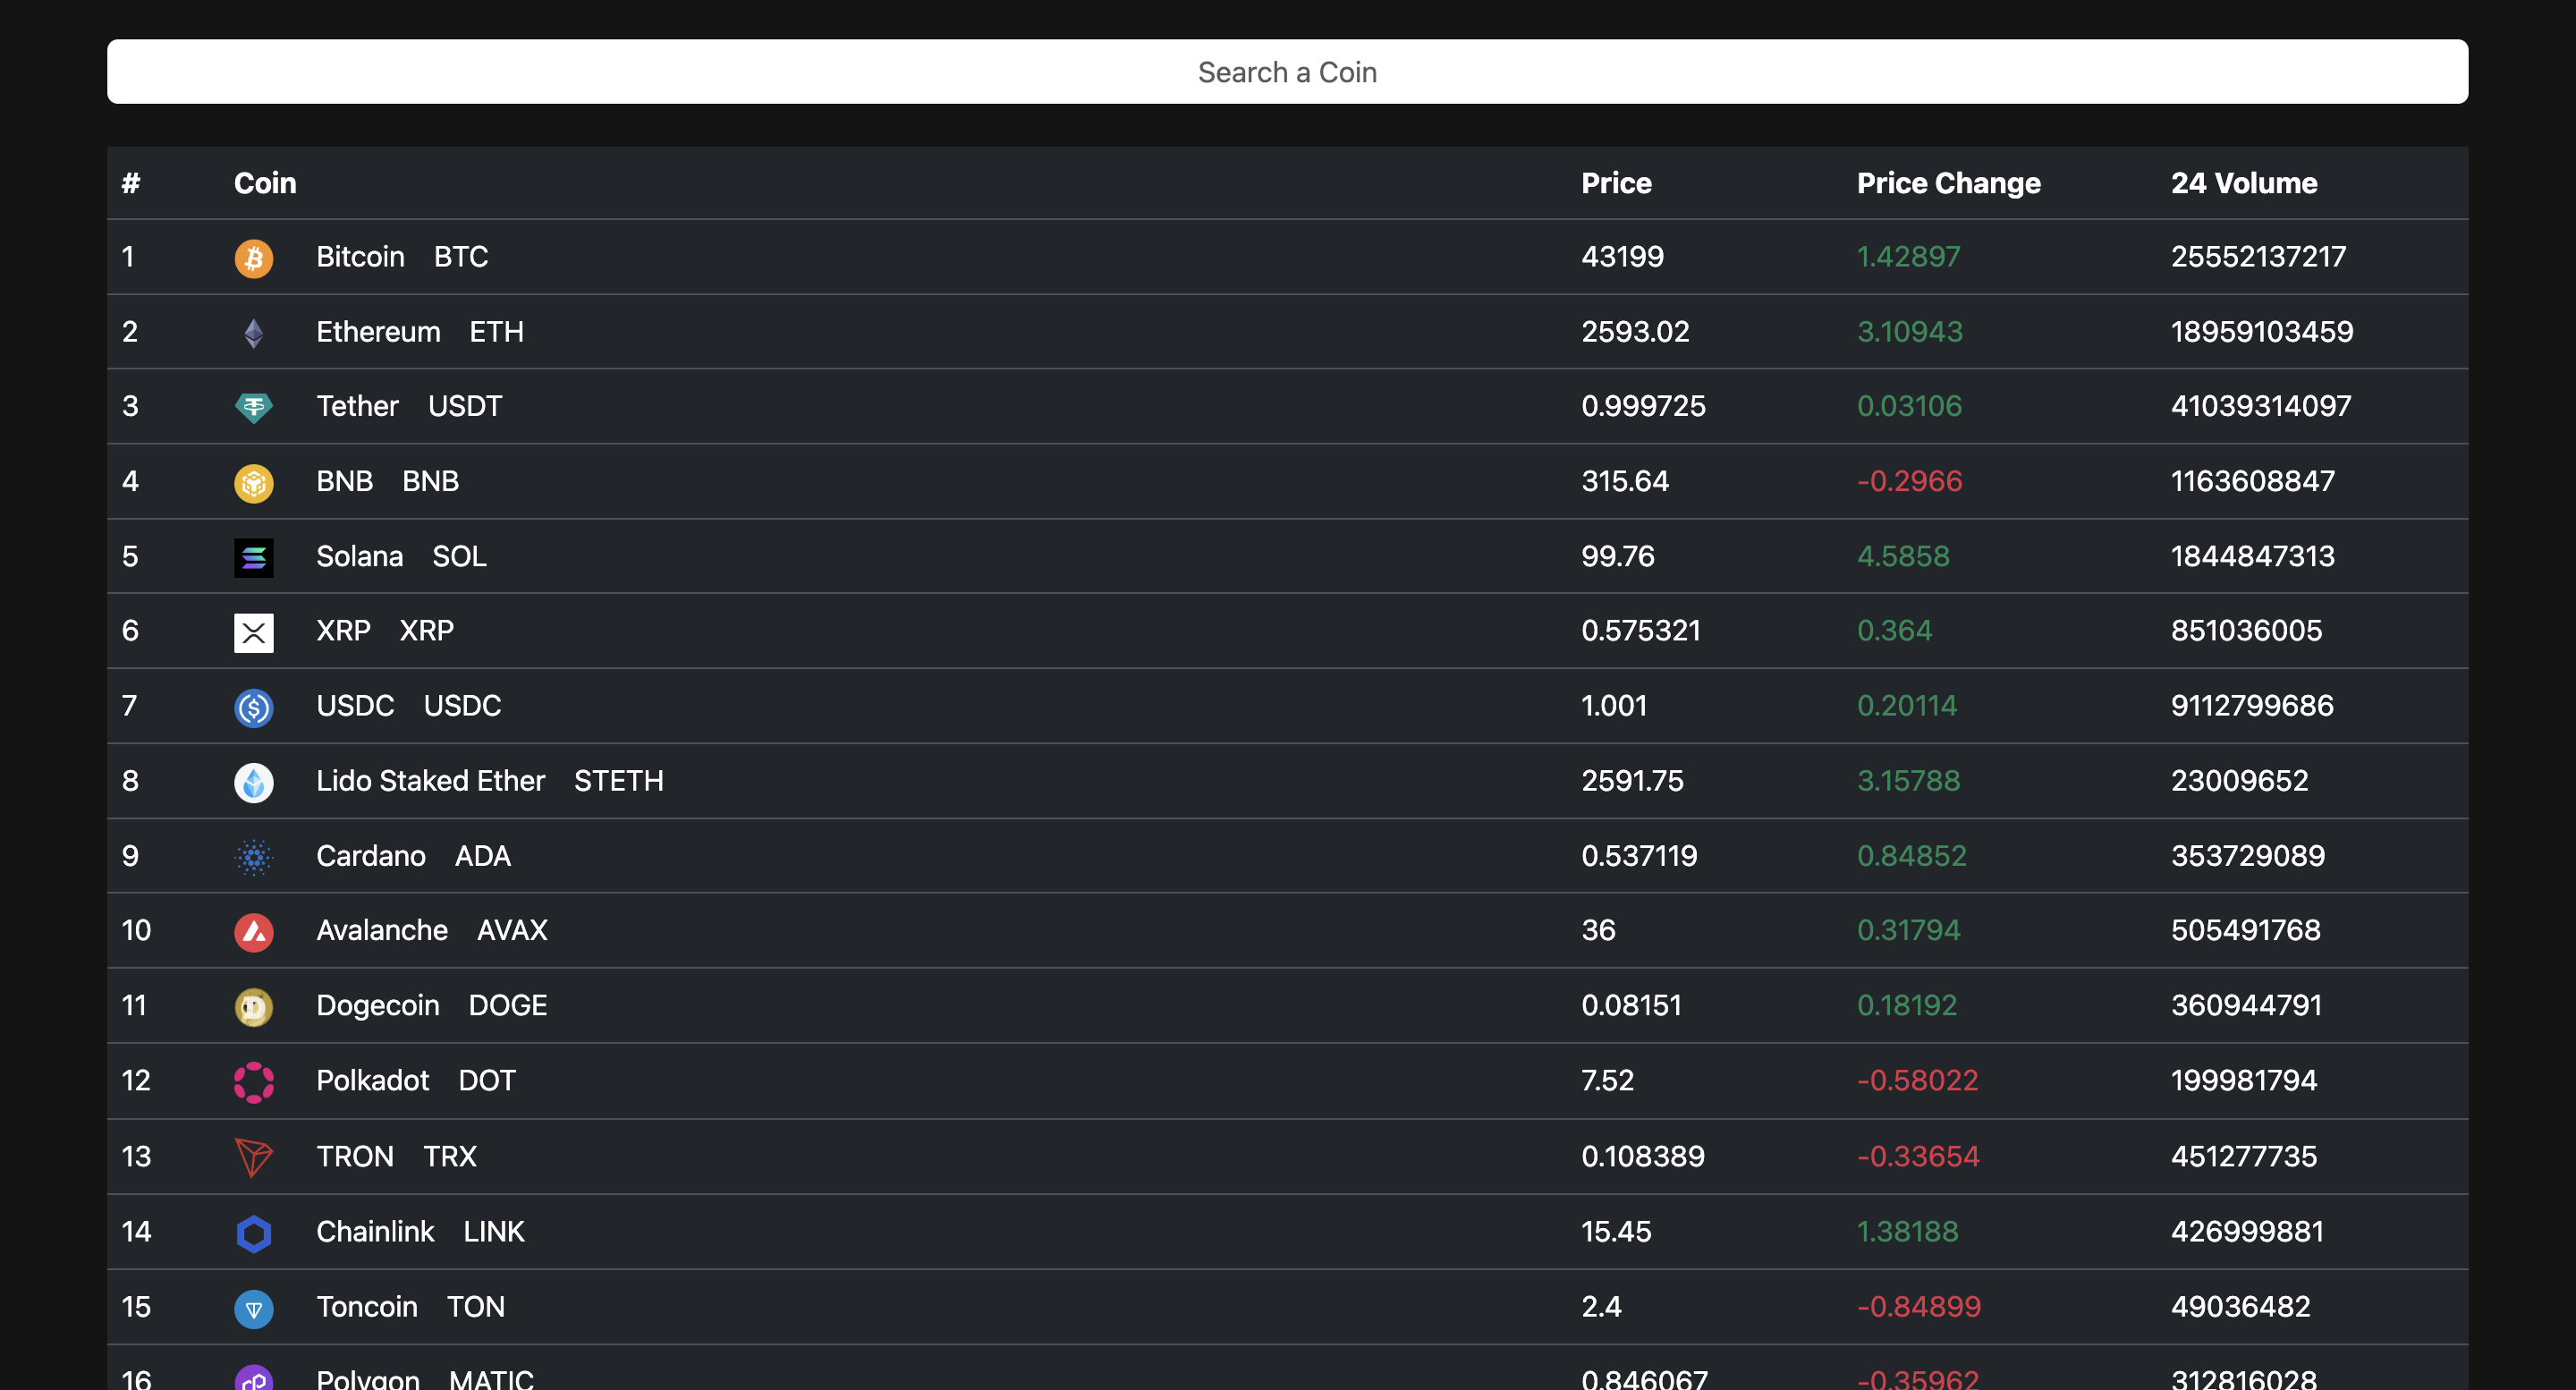 Search a Coin
# Coin Price Price Change 24 Volume
1 Bitcoin BTC 43199 1.42897 25552137217
2 Ethereum ETH 2593.02 3.10943 18959103459
3 Tether USDT 0.999725 0.03106 41039314097
4 BNB BNB 315.64 -0.2966 1163608847
5 Solana SOL 99.76 4.5858 1844847313
6 XRP XRP 0.575321 0.364 851036005
7 USDC USDC 1.001 0.20114 9112799686
8 Lido Staked Ether STETH 2591.75 3.15788 23009652
9 Cardano ADA 0.537119 0.84852 353729089
10 Avalanche AVAX 36 0.31794 505491768
11 Dogecoin DOGE 0.08151 0.18192 360944791
12 Polkadot DOT 7.52 -0.58022 199981794
13 TRON TRX 0.108389 -0.33654 451277735
14 Chainlink LINK 15.45 1.38188 426999881
15 Toncoin TON 2.4 -0.84899 49036482
16 Polygon MATIC 0.846067 -0.35962 312816028